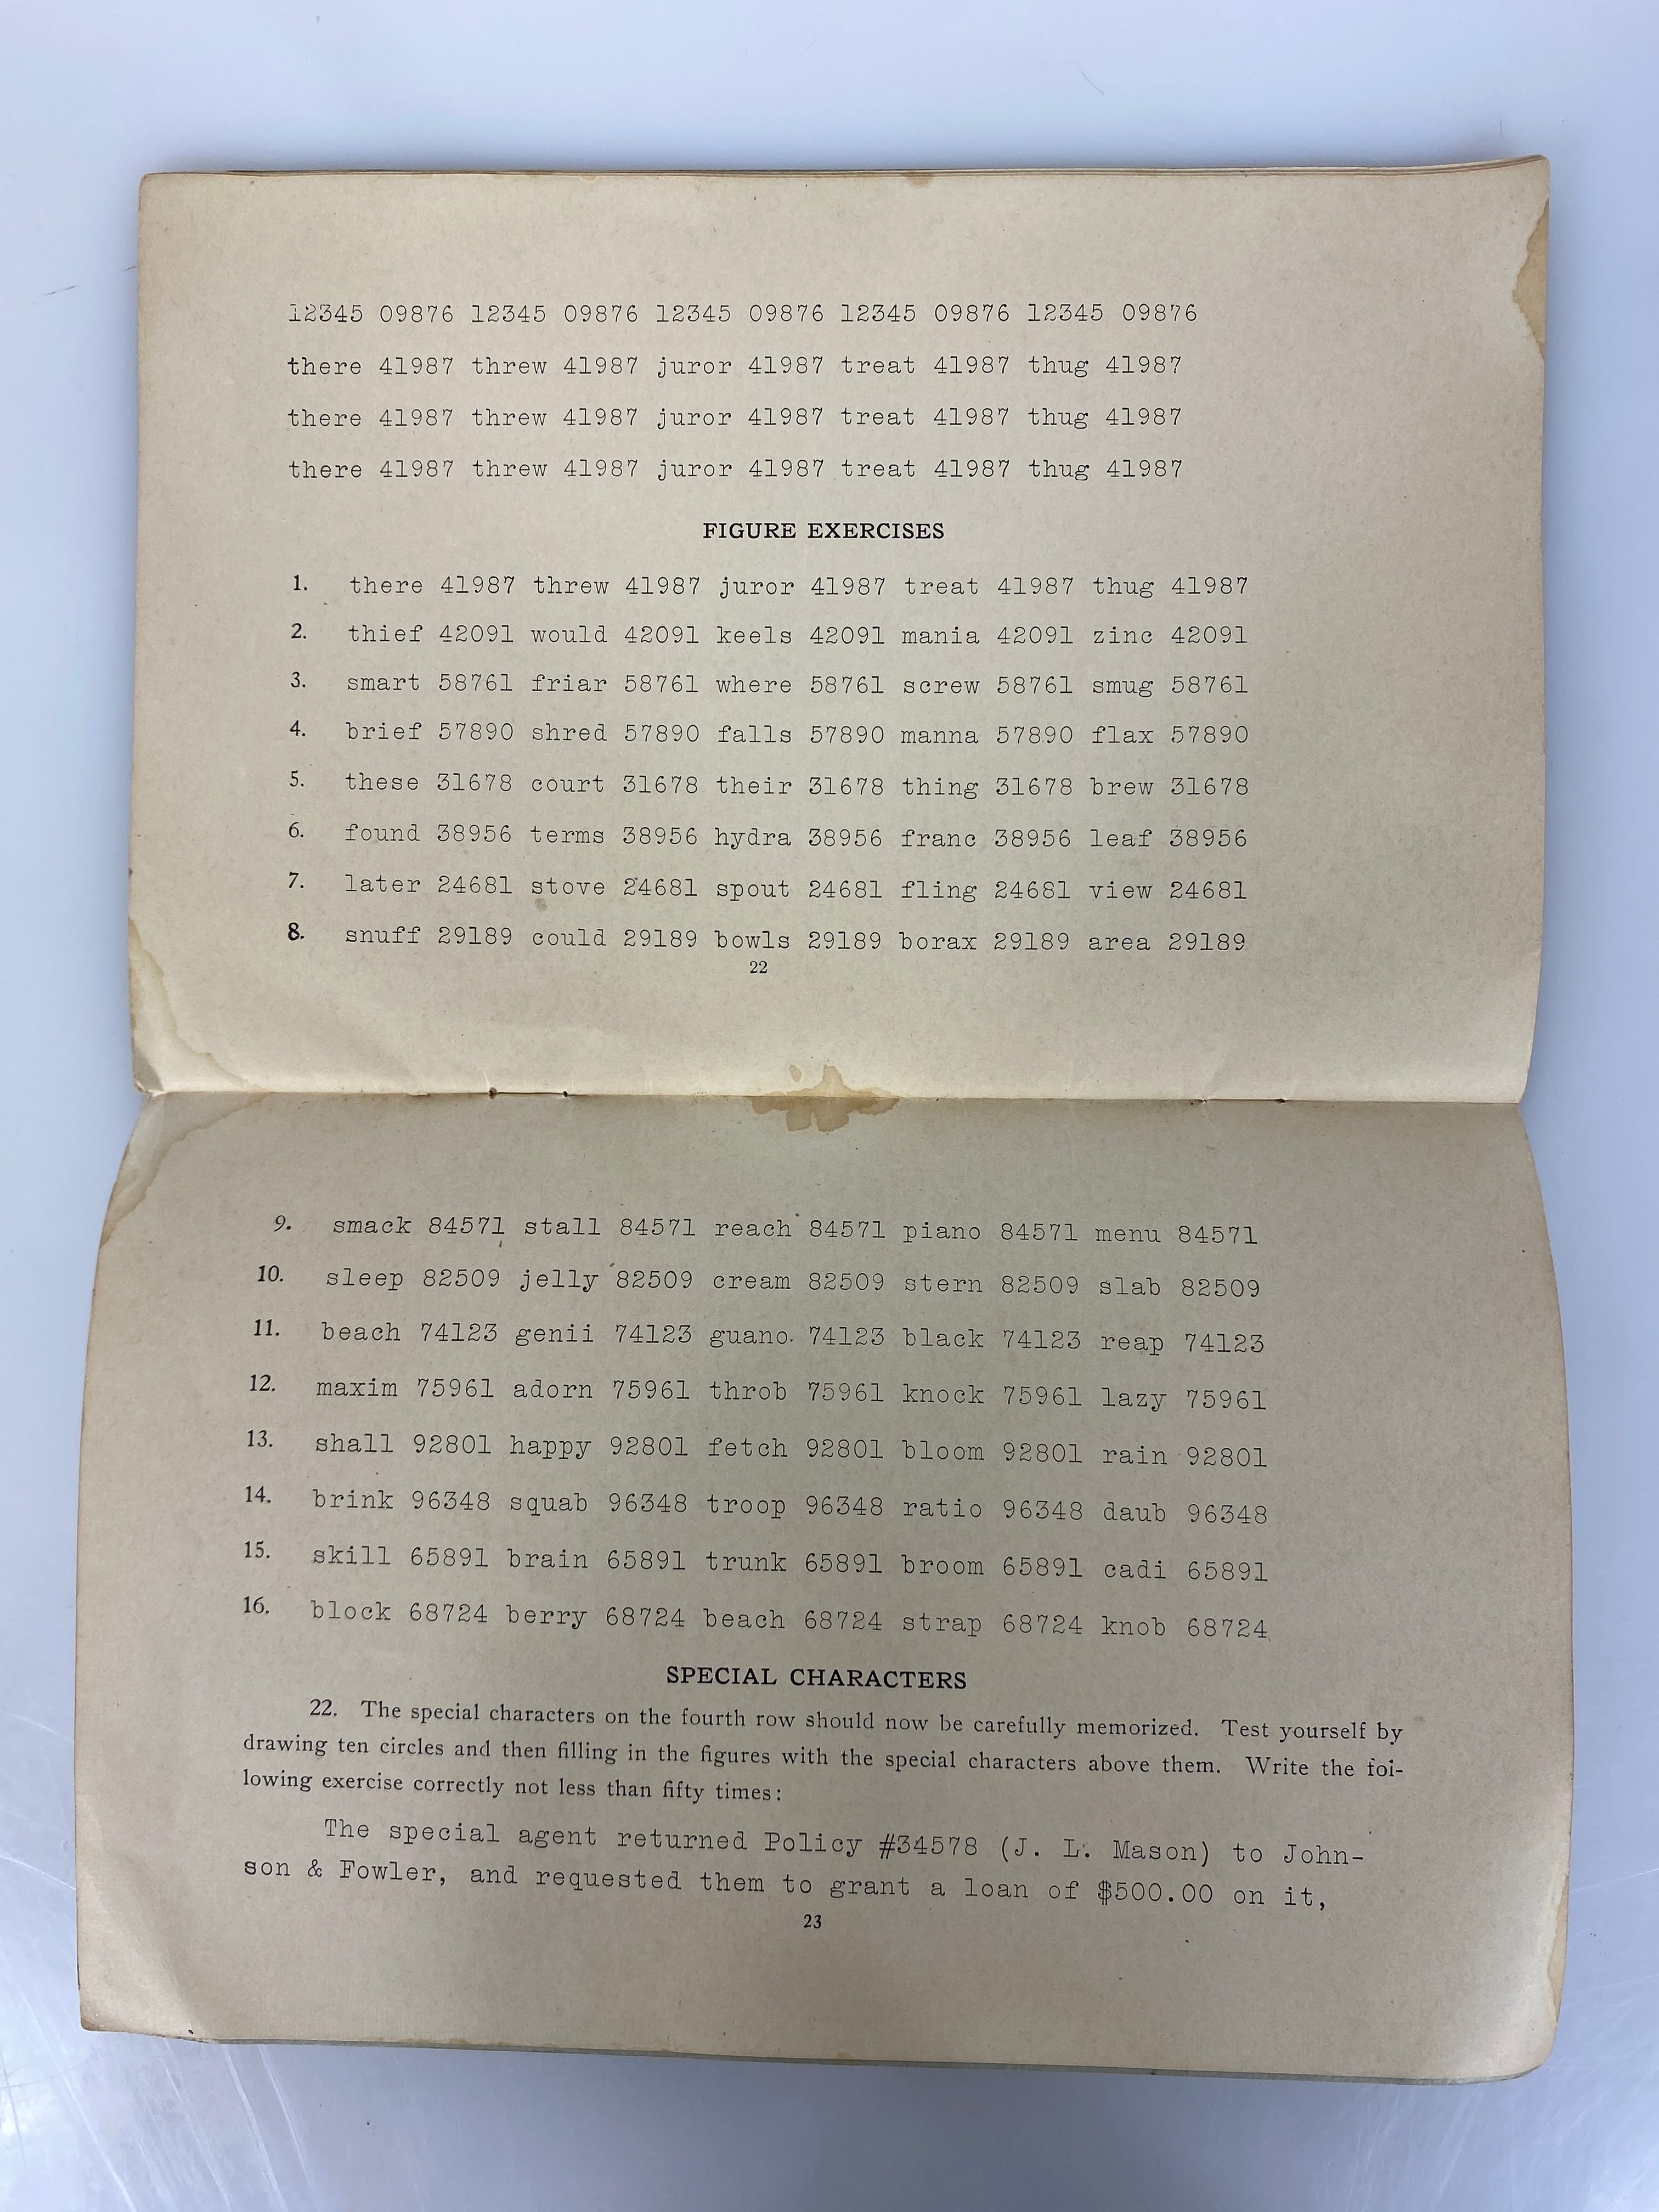 12345 09876 12345 09876 12345 09876 12345 09876 12345 09876
there 41987 threw 41987 juror 41987 treat 41987 thug 41987
there 41987 threw 41987 juror 41987 treat 41987 thug 41987
there 41987 threw 41987 juror 41987 treat 41987 thug 41987
FIGURE EXERCISES
1. there 41987 threw 41987 juror 41987 treat 41987 thug 41987
2. thief 42091 would 42091 keels 42091 mania 42091 zinc 42091
3. smart 58761 friar 58761 where 58761 screw 58761 smug 58761
4. brief 57890 shred 57890 falls 57890 manna 57890 flax 57890
5. these 31678 court 31678 their 31678 thing 31678 brew 31678
6. found 38956 terms 38956 hydra 38956 franc 38956 leaf 38956
7. later 24681 stove 24681 spout 24681 fling 24681 view 24681
8. snuff 29189 could 29189 bowls 29189 borax 29189 area 29189
22
9. smack 84571 stall 84571 reach 84571 piano 84571 menu 84571
10. sleep 82509 jelly 82509 cream 82509 stern 82509 slab 82509
11. beach 74123 genii 74123 guano 74123 black 74123 reap 74123
12. maxim 75961 adorn 75961 throb 75961 knock 75961 lazy 75961
13. shall 92801 happy 92801 fetch 92801 bloom 92801 rain 92801
14. brink 96348 squab 96348 troop 96348 ratio 96348 daub 96348
15. skill 65891 brain 65891 trunk 65891 broom 65891 cadi 65891
16. block 68724 berry 68724 beach 68724 strap 68724 knob 68724
SPECIAL CHARACTERS
22. The special characters on the fourth row should now be carefully memorized. Test yourself by
drawing ten circles and then filling in the figures with the special characters above them. Write the fol-
lowing exercise correctly not less than fifty times:
The special agent returned Policy #34578 (J. L. Mason) to John-
son & Fowler, and requested them to grant a loan of $500.00 on it,
23